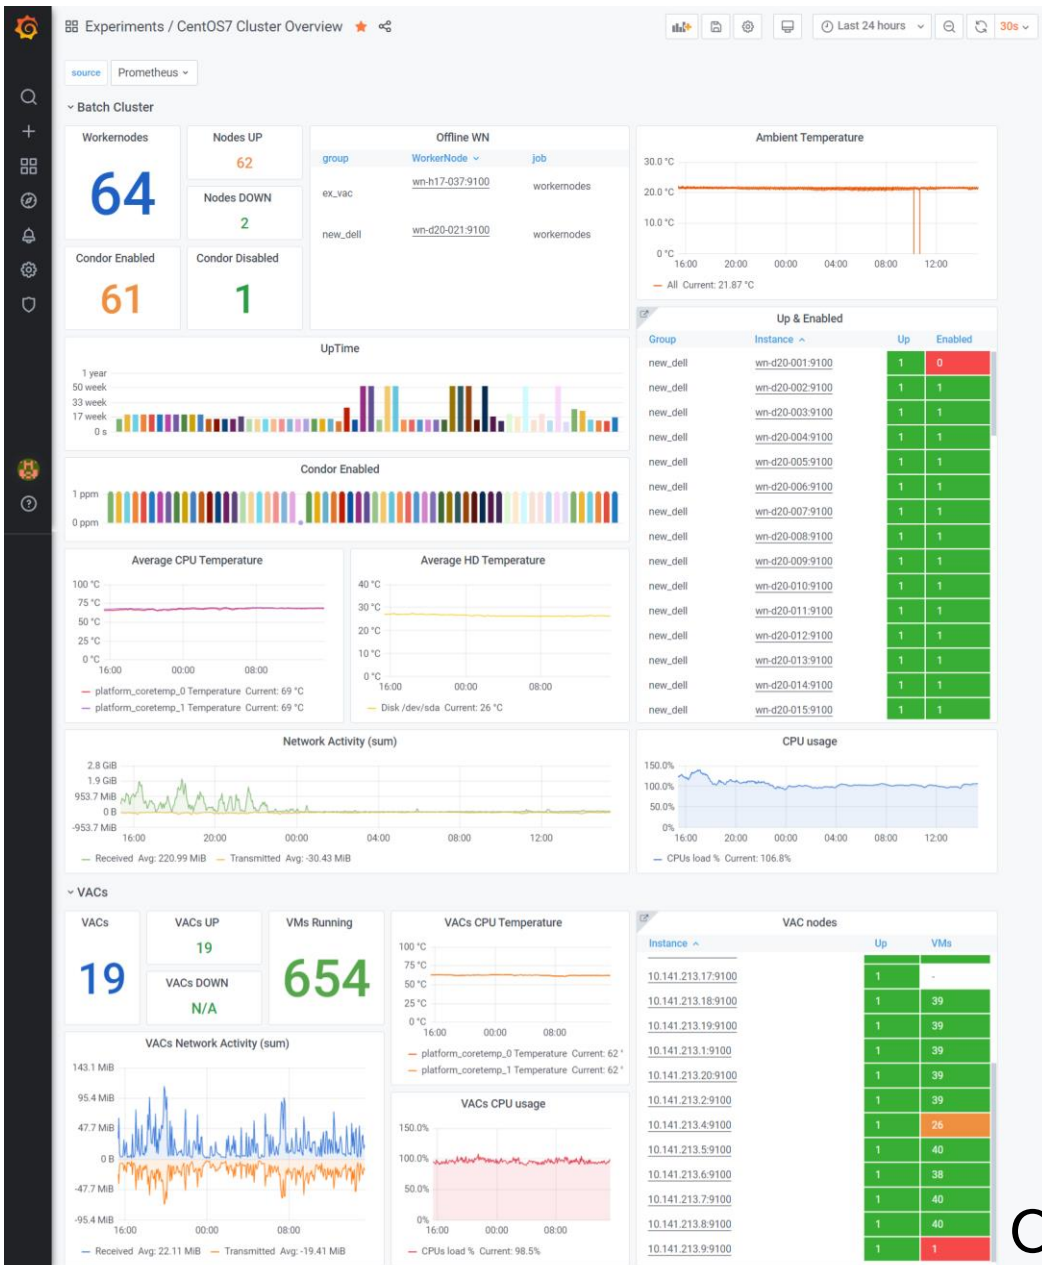 Experiments / CentOS7 Cluster Overview
Last 24 hours
30s
source Prometheus
Batch Cluster
Workernodes
64
Nodes UP
62
Nodes DOWN
2
Condor Enabled
61
Condor Disabled
1
Offline WN
group WorkerNode job
ex_vac wn-h17-037:9100 workernodes
new_dell wn-d20-021:9100 workernodes
Ambient Temperature
30.0 °C
20.0 °C
10.0 °C
0 °C
16:00 20:00 00:00 04:00 08:00 12:00
All Current: 21.87 °C
UpTime
1 year
50 week
33 week
17 week
0 s
Condor Enabled
1 ppm
0 ppm
Up & Enabled
Group Instance Up Enabled
new_dell wn-d20-001:9100 1 0
new_dell wn-d20-002:9100 1 1
new_dell wn-d20-003:9100 1 1
new_dell wn-d20-004:9100 1 1
new_dell wn-d20-005:9100 1 1
new_dell wn-d20-006:9100 1 1
new_dell wn-d20-007:9100 1 1
new_dell wn-d20-008:9100 1 1
new_dell wn-d20-009:9100 1 1
new_dell wn-d20-010:9100 1 1
new_dell wn-d20-011:9100 1 1
new_dell wn-d20-012:9100 1 1
new_dell wn-d20-013:9100 1 1
new_dell wn-d20-014:9100 1 1
new_dell wn-d20-015:9100 1 1
Average CPU Temperature
100 °C
75 °C
50 °C
25 °C
0 °C
16:00 00:00 08:00
platform_coretemp_0 Temperature Current: 69 °C
platform_coretemp_1 Temperature Current: 69 °C
Average HD Temperature
40 °C
30 °C
20 °C
10 °C
0 °C
16:00 00:00 08:00
Disk /dev/sda Current: 26 °C
Network Activity (sum)
2.8 GiB
1.9 GiB
953.7 MiB
0 B
-953.7 MiB
16:00 20:00 00:00 04:00 08:00 12:00
Received Avg: 220.99 MiB Transmitted Avg: -30.43 MiB
CPU usage
150.0%
100.0%
50.0%
0%
16:00 20:00 00:00 04:00 08:00 12:00
CPUs load % Current: 106.8%
VACs
VACs
19
VACs UP
19
VACs DOWN
N/A
VMs Running
654
VACs CPU Temperature
100 °C
75 °C
50 °C
25 °C
0 °C
16:00 00:00 08:00
platform_coretemp_0 Temperature Current: 62 °
platform_coretemp_1 Temperature Current: 62 °
VAC nodes
Instance Up VMs
10.141.213.17:9100 1 -
10.141.213.18:9100 1 39
10.141.213.19:9100 1 39
10.141.213.1:9100 1 39
10.141.213.20:9100 1 39
10.141.213.2:9100 1 39
10.141.213.4:9100 1 26
10.141.213.5:9100 1 40
10.141.213.6:9100 1 38
10.141.213.7:9100 1 40
10.141.213.8:9100 1 40
10.141.213.9:9100 1 1
VACs Network Activity (sum)
143.1 MiB
95.4 MiB
47.7 MiB
0 B
-47.7 MiB
-95.4 MiB
16:00 00:00 08:00
Received Avg: 22.11 MiB Transmitted Avg: -19.41 MiB
VACs CPU usage
150.0%
100.0%
50.0%
0%
16:00 00:00 08:00
CPUs load % Current: 98.5%